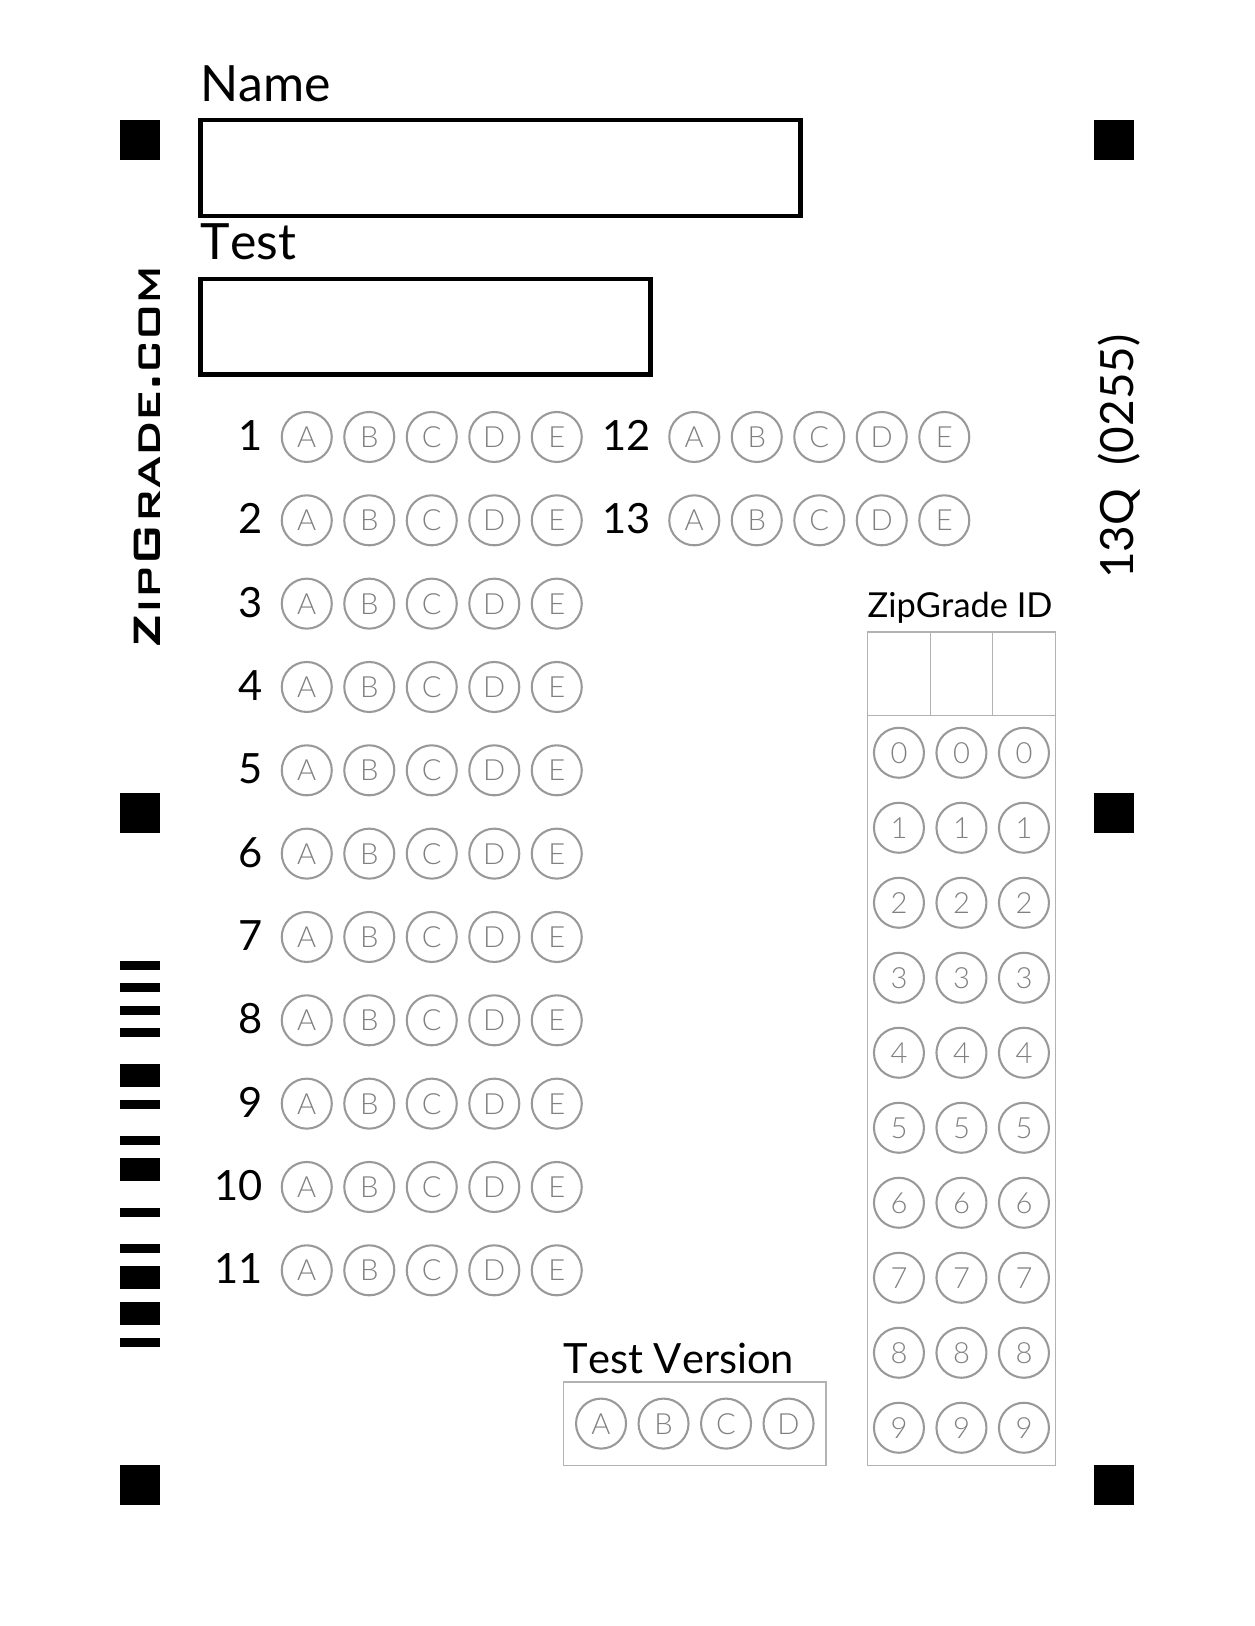 Name
Test
ZIPGRADE.COM
13Q (0255)
1 A B C D E 12 A B C D E
2 A B C D E 13 A B C D E
3 A B C D E
4 A B C D E
5 A B C D E
6 A B C D E
7 A B C D E
8 A B C D E
9 A B C D E
10 A B C D E
11 A B C D E
ZipGrade ID
0 0 0
1 1 1
2 2 2
3 3 3
4 4 4
5 5 5
6 6 6
7 7 7
8 8 8
9 9 9
Test Version
A B C D